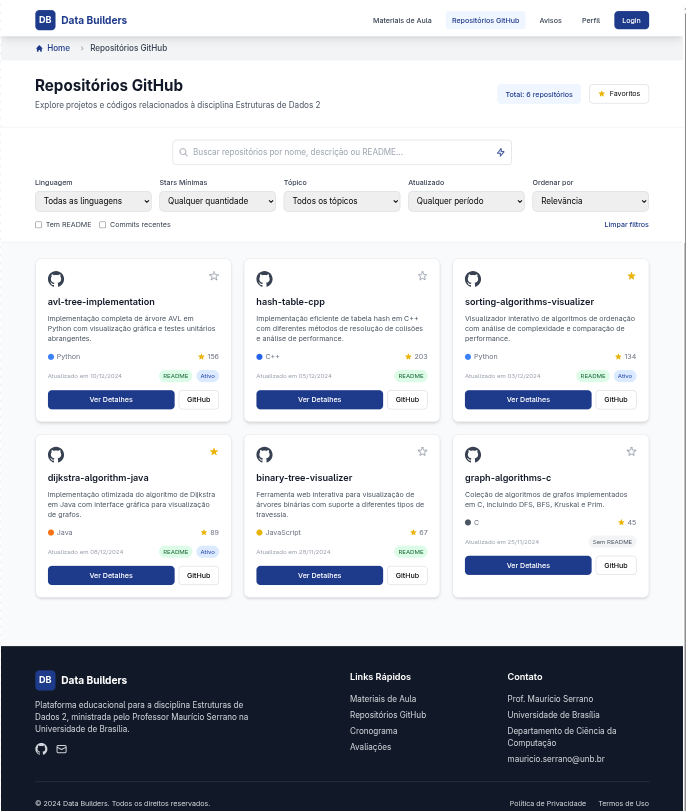 DB Data Builders Materiais de Aula Repositórios GitHub Avisos Perfil Login
Home › Repositórios GitHub
Repositórios GitHub
Explore projetos e códigos relacionados à disciplina Estruturas de Dados 2
Total: 6 repositórios Favoritos
Buscar repositórios por nome, descrição ou README...
Linguagem Stars Mínimas Tópico Atualizado Ordenar por
Todas as linguagens Qualquer quantidade Todos os tópicos Qualquer período Relevância
Tem README Commits recentes Limpar filtros
avl-tree-implementation
Implementação completa de árvore AVL em
Python com visualização gráfica e testes unitários
abrangentes.
Python 156
Atualizado em 10/12/2024 README Ativo
Ver Detalhes GitHub
hash-table-cpp
Implementação eficiente de tabela hash em C++
com diferentes métodos de resolução de colisões
e análise de performance.
C++ 203
Atualizado em 05/12/2024 README
Ver Detalhes GitHub
sorting-algorithms-visualizer
Visualizador interativo de algoritmos de ordenação
com análise de complexidade e comparação de
performance.
Python 134
Atualizado em 03/12/2024 README Ativo
Ver Detalhes GitHub
dijkstra-algorithm-java
Implementação otimizada do algoritmo de Dijkstra
em Java com interface gráfica para visualização
de grafos.
Java 89
Atualizado em 08/12/2024 README Ativo
Ver Detalhes GitHub
binary-tree-visualizer
Ferramenta web interativa para visualização de
árvores binárias com suporte a diferentes tipos de
travessia.
JavaScript 67
Atualizado em 28/11/2024 README
Ver Detalhes GitHub
graph-algorithms-c
Coleção de algoritmos de grafos implementados
em C, incluindo DFS, BFS, Kruskal e Prim.
C 45
Atualizado em 25/11/2024 Sem README
Ver Detalhes GitHub
DB Data Builders
Plataforma educacional para a disciplina Estruturas de
Dados 2, ministrada pelo Professor Maurício Serrano na
Universidade de Brasília.
Links Rápidos
Materiais de Aula
Repositórios GitHub
Cronograma
Avaliações
Contato
Prof. Maurício Serrano
Universidade de Brasília
Departamento de Ciência da
Computação
mauricio.serrano@unb.br
© 2024 Data Builders. Todos os direitos reservados. Política de Privacidade Termos de Uso